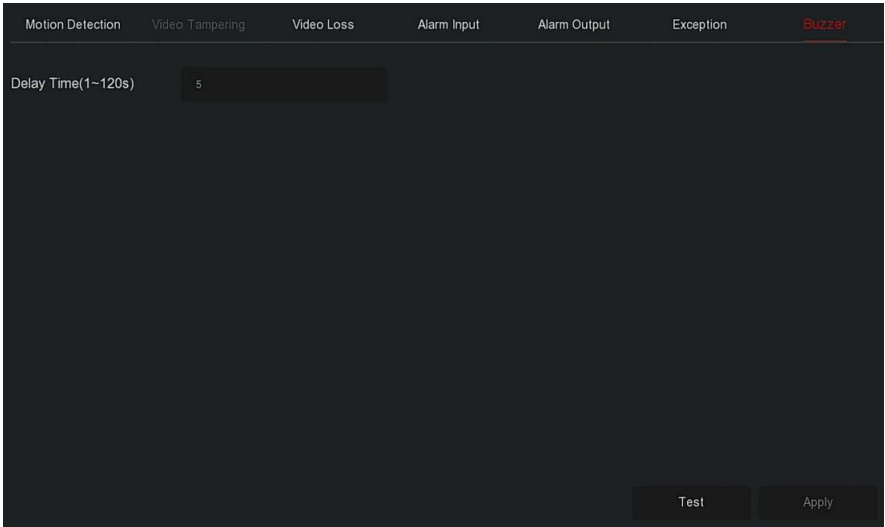 Motion Detection Video Tampering Video Loss Alarm Input Alarm Output Exception Buzzer
Delay Time(1~120s) 5
Test Apply